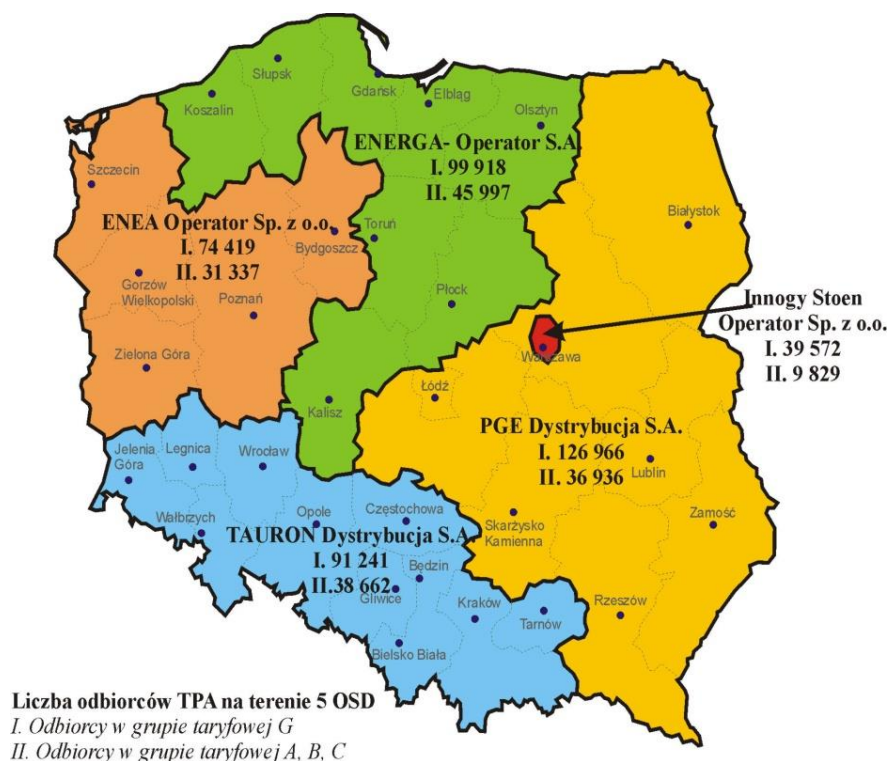 Słupsk
Koszalin
Gdańsk
Elbląg
Olsztyn
ENERGA- Operator S.A.
I. 99 918
II. 45 997
Szczecin
ENEA Operator Sp. z o.o.
I. 74 419
II. 31 337
Toruń
Bydgoszcz
Gorzów
Wielkopolski
Poznań
Zielona Góra
Płock
Kalisz
Białystok
Innogy Stoen
Operator Sp. z o.o.
I. 39 572
II. 9 829
Warszawa
Łódź
PGE Dystrybucja S.A.
I. 126 966
II. 36 936
Lublin
Zamość
Skarżysko
Kamienna
Rzeszów
Jelenia
Góra
Legnica
Wrocław
Wałbrzych
Opole
Częstochowa
TAURON Dystrybucja S.A.
I. 91 241
II.38 662
Będzin
Gliwice
Kraków
Tarnów
Bielsko Biała
Liczba odbiorców TPA na terenie 5 OSD
I. Odbiorcy w grupie taryfowej G
II. Odbiorcy w grupie taryfowej A, B, C